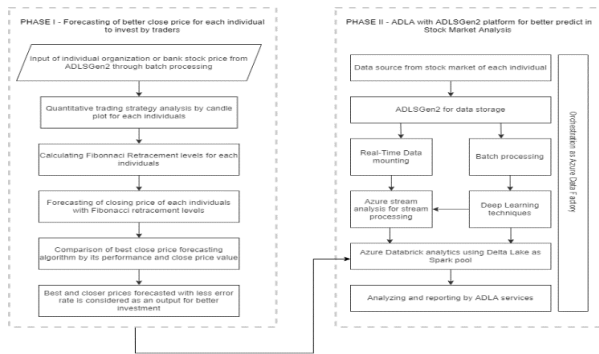 PHASE I - Forecasting of better close price for each individual
to invest by traders
Input of individual organization or bank stock price from
ADLSGen2 through batch processing
Quantitative trading strategy analysis by candle
plot for each individuals
Calculating Fibonnaci Retracement levels for each
individuals
Forecasting of closing price of each individuals
with Fibonacci retracement levels
Comparison of best close price forecasting
algorithm by its performance and close price value
Best and closer prices forecasted with less error
rate is considered as an output for better
investment
PHASE II - ADLA with ADLSGen2 platform for better predict in
Stock Market Analysis
Data source from stock market of each individual
ADLSGen2 for data storage
Real-Time Data
mounting
Batch processing
Azure stream
analysis for stream
processing
Deep Learning
techniques
Azure Databrick analytics using Delta Lake as
Spark pool
Analyzing and reporting by ADLA services
Orchestration as Azure Data Factory